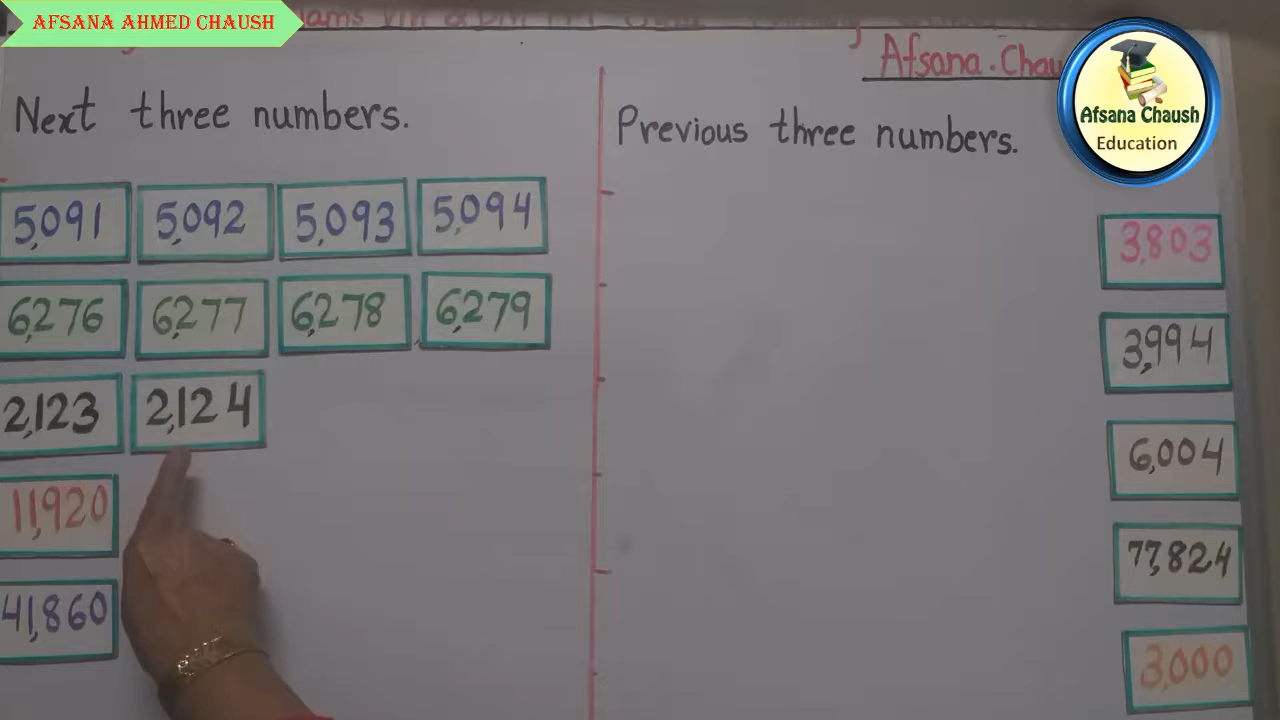 AFSANA AHMED CHAUSH
Afsana.Chau
Afsana Chaush
Education
Next three numbers.
5,091 5,092 5,093 5,094
6,276 6,277 6,278 6,279
2,123 2,124
11,920
41,860
Previous three numbers.
3,803
3,994
6,004
77,824
3,000